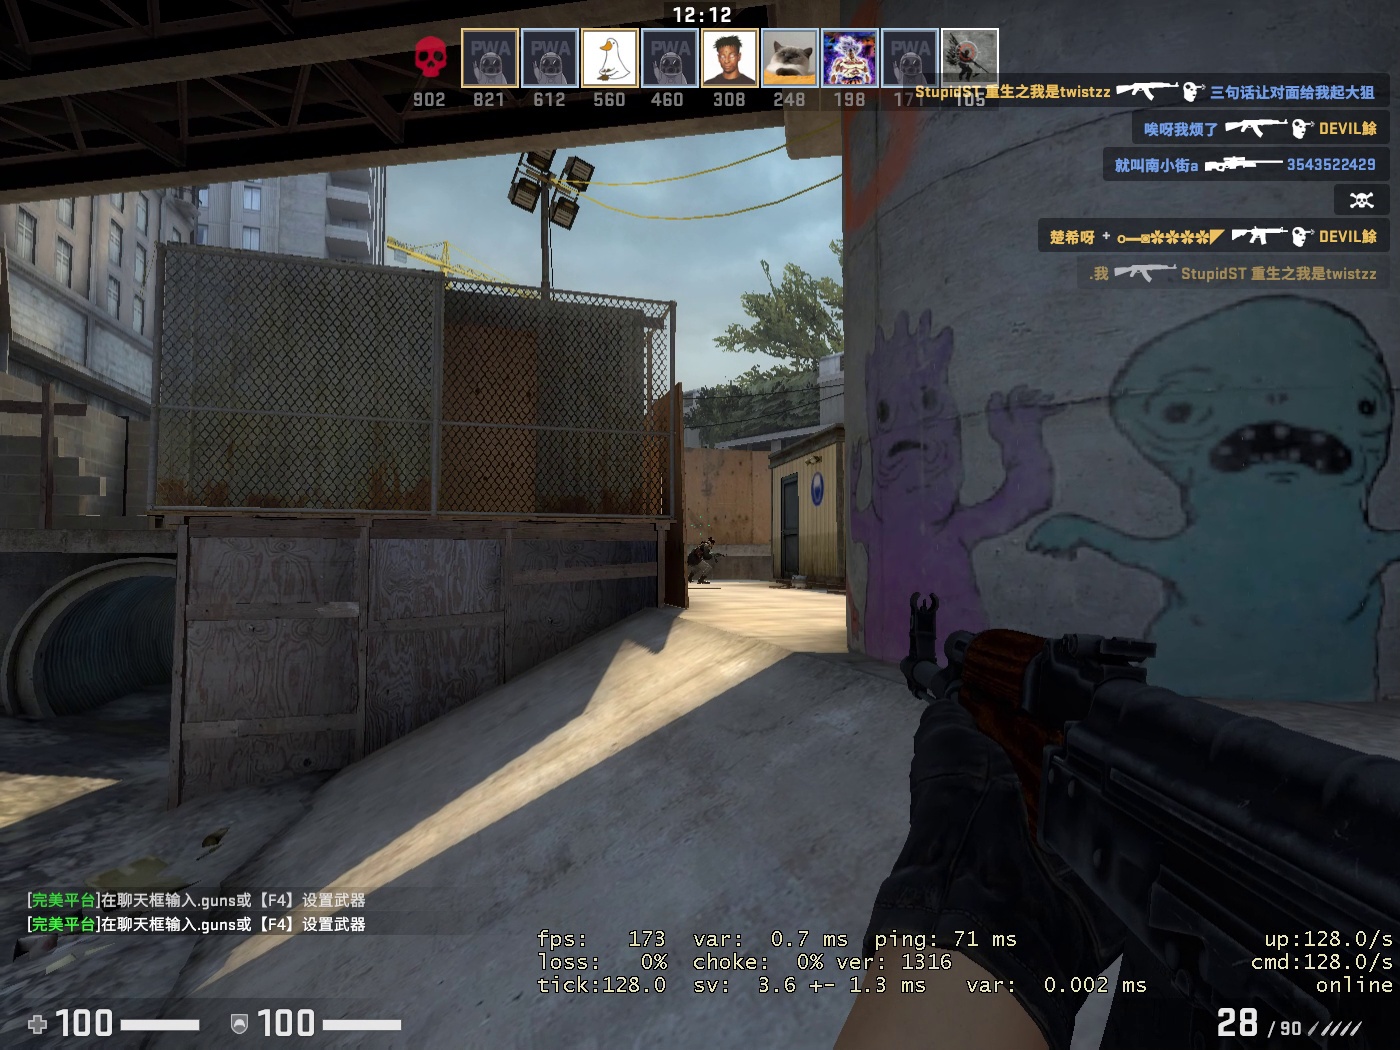 12:12
PWA PWA PWA PWA
902 821 612 560 460 308 248 198 171 105
StupidST 重生之我是twistzz 三句话让对面给我起大狙
唉呀我烦了 DEVIL鮽
就叫南小街a 3543522429
楚希呀 + o—¤✲✲✲✲◤ DEVIL鮽
.我 StupidST 重生之我是twistzz
[完美平台]在聊天框输入.guns或【F4】设置武器
[完美平台]在聊天框输入.guns或【F4】设置武器
fps: 173 var: 0.7 ms ping: 71 ms up:128.0/s
loss: 0% choke: 0% ver: 1316 cmd:128.0/s
tick:128.0 sv: 3.6 +- 1.3 ms var: 0.002 ms online
100 100 28 / 90